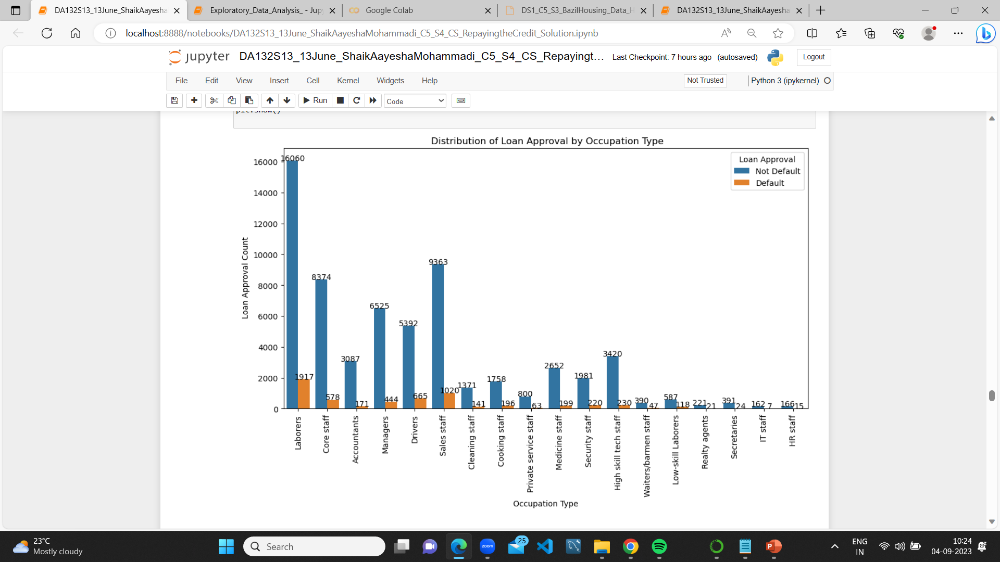 DA132S13_13June_ShaikAayesha
Exploratory_Data_Analysis_ - Jup
Google Colab
DS1_C5_S3_BazilHousing_Data_H
DA132S13_13June_ShaikAayesha
localhost:8888/notebooks/DA132S13_13June_ShaikAayeshaMohammadi_C5_S4_CS_RepayingtheCredit_Solution.ipynb
jupyter DA132S13_13June_ShaikAayeshaMohammadi_C5_S4_CS_Repayingt... Last Checkpoint: 7 hours ago (autosaved) Logout
File Edit View Insert Cell Kernel Widgets Help Not Trusted Python 3 (ipykernel)
Run Code
plt.show()
Distribution of Loan Approval by Occupation Type
Loan Approval
Not Default
Default
Loan Approval Count
16000
14000
12000
10000
8000
6000
4000
2000
0
16060
8374
3087
6525
5392
9363
1371
1758
800
2652
1981
3420
390
587
221
391
162
166
1917
578
171
444
665
1020
141
196
63
199
220
230
47
118
21
24
7
15
Laborers
Core staff
Accountants
Managers
Drivers
Sales staff
Cleaning staff
Cooking staff
Private service staff
Medicine staff
Security staff
High skill tech staff
Waiters/barmen staff
Low-skill Laborers
Realty agents
Secretaries
IT staff
HR staff
Occupation Type
23°C
Mostly cloudy
Search
zoom
25
ENG
IN
10:24
04-09-2023